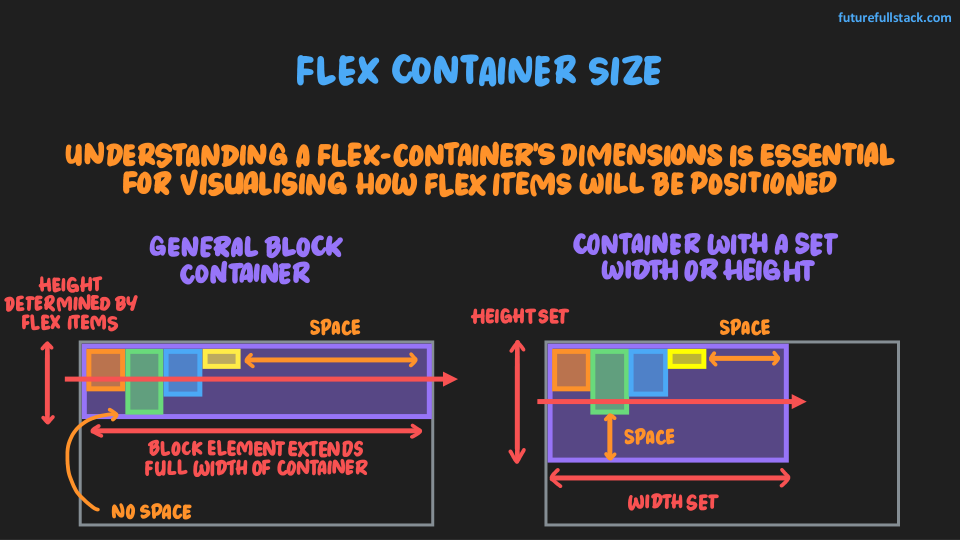 futurefullstack.com
FLEX CONTAINER SIZE
UNDERSTANDING A FLEX-CONTAINER'S DIMENSIONS IS ESSENTIAL
FOR VISUALISING HOW FLEX ITEMS WILL BE POSITIONED
GENERAL BLOCK
CONTAINER
HEIGHT
DETERMINED BY
FLEX ITEMS
SPACE
BLOCK ELEMENT EXTENDS
FULL WIDTH OF CONTAINER
NO SPACE
CONTAINER WITH A SET
WIDTH OR HEIGHT
HEIGHT SET
SPACE
SPACE
WIDTH SET